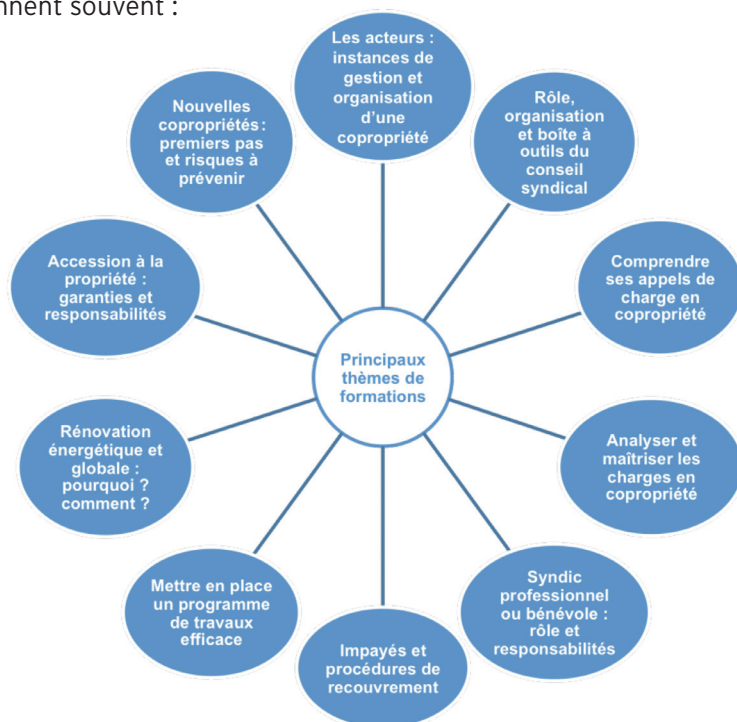 nnent souvent :
Les acteurs :
instances de
gestion et
organisation
d'une
copropriété
Rôle,
organisation
et boîte à
outils du
conseil
syndical
Comprendre
ses appels de
charge en
copropriété
Analyser et
maîtriser les
charges en
copropriété
Syndic
professionnel
ou bénévole :
rôle et
responsabilités
Impayés et
procédures de
recouvrement
Mettre en place
un programme
de travaux
efficace
Rénovation
énergétique et
globale :
pourquoi ?
comment ?
Accession à la
propriété :
garanties et
responsabilités
Nouvelles
copropriétés :
premiers pas
et risques à
prévenir
Principaux
thèmes de
formations